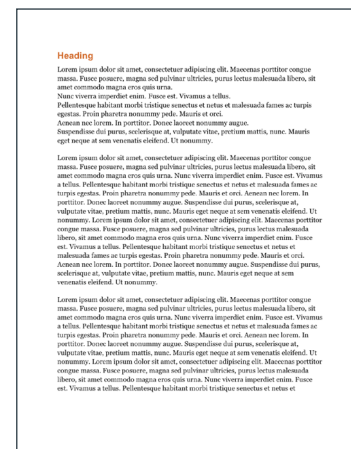 Heading
Lorem ipsum dolor sit amet, consectetuer adipiscing elit. Maecenas porttitor congue
massa. Fusce posuere, magna sed pulvinar ultricies, purus lectus malesuada libero, sit
amet commodo magna eros quis urna.
Nunc viverra imperdiet enim. Fusce est. Vivamus a tellus.
Pellentesque habitant morbi tristique senectus et netus et malesuada fames ac turpis
egestas. Proin pharetra nonummy pede. Mauris et orci.
Aenean nec lorem. In porttitor. Donec laoreet nonummy augue.
Suspendisse dui purus, scelerisque at, vulputate vitae, pretium mattis, nunc. Mauris
eget neque at sem venenatis eleifend. Ut nonummy.
Lorem ipsum dolor sit amet, consectetuer adipiscing elit. Maecenas porttitor congue
massa. Fusce posuere, magna sed pulvinar ultricies, purus lectus malesuada libero, sit
amet commodo magna eros quis urna. Nunc viverra imperdiet enim. Fusce est. Vivamus
a tellus. Pellentesque habitant morbi tristique senectus et netus et malesuada fames ac
turpis egestas. Proin pharetra nonummy pede. Mauris et orci. Aenean nec lorem. In
porttitor. Donec laoreet nonummy augue. Suspendisse dui purus, scelerisque at,
vulputate vitae, pretium mattis, nunc. Mauris eget neque at sem venenatis eleifend. Ut
nonummy. Lorem ipsum dolor sit amet, consectetuer adipiscing elit. Maecenas porttitor
congue massa. Fusce posuere, magna sed pulvinar ultricies, purus lectus malesuada
libero, sit amet commodo magna eros quis urna. Nunc viverra imperdiet enim. Fusce
est. Vivamus a tellus. Pellentesque habitant morbi tristique senectus et netus et
malesuada fames ac turpis egestas. Proin pharetra nonummy pede. Mauris et orci.
Aenean nec lorem. In porttitor. Donec laoreet nonummy augue. Suspendisse dui purus,
scelerisque at, vulputate vitae, pretium mattis, nunc. Mauris eget neque at sem
venenatis eleifend. Ut nonummy.
Lorem ipsum dolor sit amet, consectetuer adipiscing elit. Maecenas porttitor congue
massa. Fusce posuere, magna sed pulvinar ultricies, purus lectus malesuada libero, sit
amet commodo magna eros quis urna. Nunc viverra imperdiet enim. Fusce est. Vivamus
a tellus. Pellentesque habitant morbi tristique senectus et netus et malesuada fames ac
turpis egestas. Proin pharetra nonummy pede. Mauris et orci. Aenean nec lorem. In
porttitor. Donec laoreet nonummy augue. Suspendisse dui purus, scelerisque at,
vulputate vitae, pretium mattis, nunc. Mauris eget neque at sem venenatis eleifend. Ut
nonummy. Lorem ipsum dolor sit amet, consectetuer adipiscing elit. Maecenas porttitor
congue massa. Fusce posuere, magna sed pulvinar ultricies, purus lectus malesuada
libero, sit amet commodo magna eros quis urna. Nunc viverra imperdiet enim. Fusce
est. Vivamus a tellus. Pellentesque habitant morbi tristique senectus et netus et